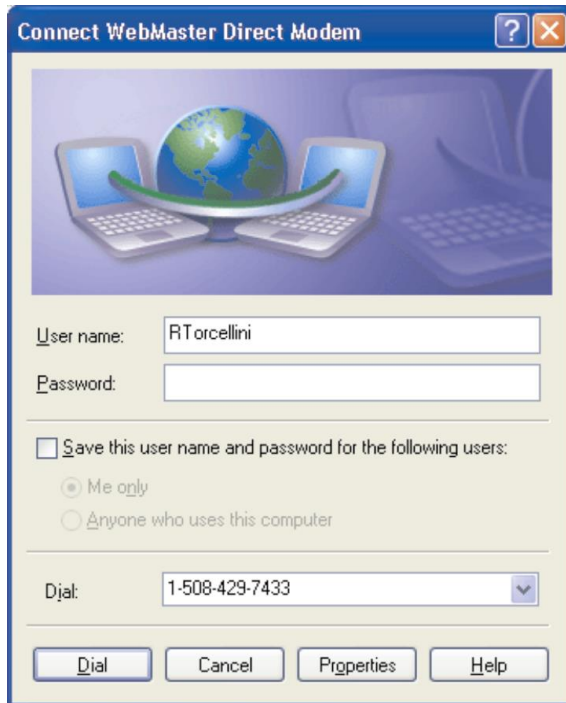 Connect WebMaster Direct Modem
User name:
RTorcellini
Password:
Save this user name and password for the following users:
Me only
Anyone who uses this computer
Dial:
1-508-429-7433
Dial
Cancel
Properties
Help